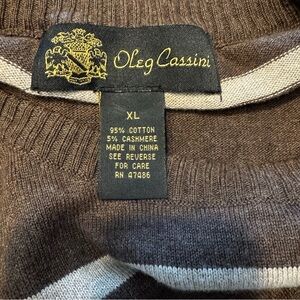 Oleg Cassini
XL
95% COTTON
5% CASHMERE
MADE IN CHINA
SEE REVERSE
FOR CARE
RN 47486